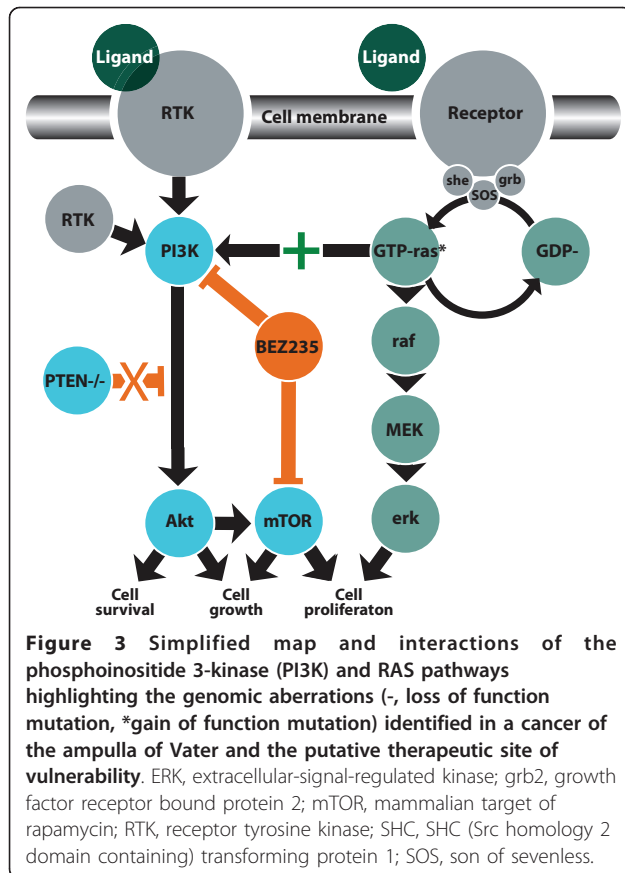 Ligand
Ligand
RTK
Cell membrane
Receptor
she
SOS
grb
RTK
PI3K
+
GTP-ras*
GDP-
BEZ235
raf
PTEN-/-
X
MEK
Akt
mTOR
erk
Cell
survival
Cell
growth
Cell
proliferaton
Figure 3 Simplified map and interactions of the
phosphoinositide 3-kinase (PI3K) and RAS pathways
highlighting the genomic aberrations (-, loss of function
mutation, *gain of function mutation) identified in a cancer of
the ampulla of Vater and the putative therapeutic site of
vulnerability. ERK, extracellular-signal-regulated kinase; grb2, growth
factor receptor bound protein 2; mTOR, mammalian target of
rapamycin; RTK, receptor tyrosine kinase; SHC, SHC (Src homology 2
domain containing) transforming protein 1; SOS, son of sevenless.